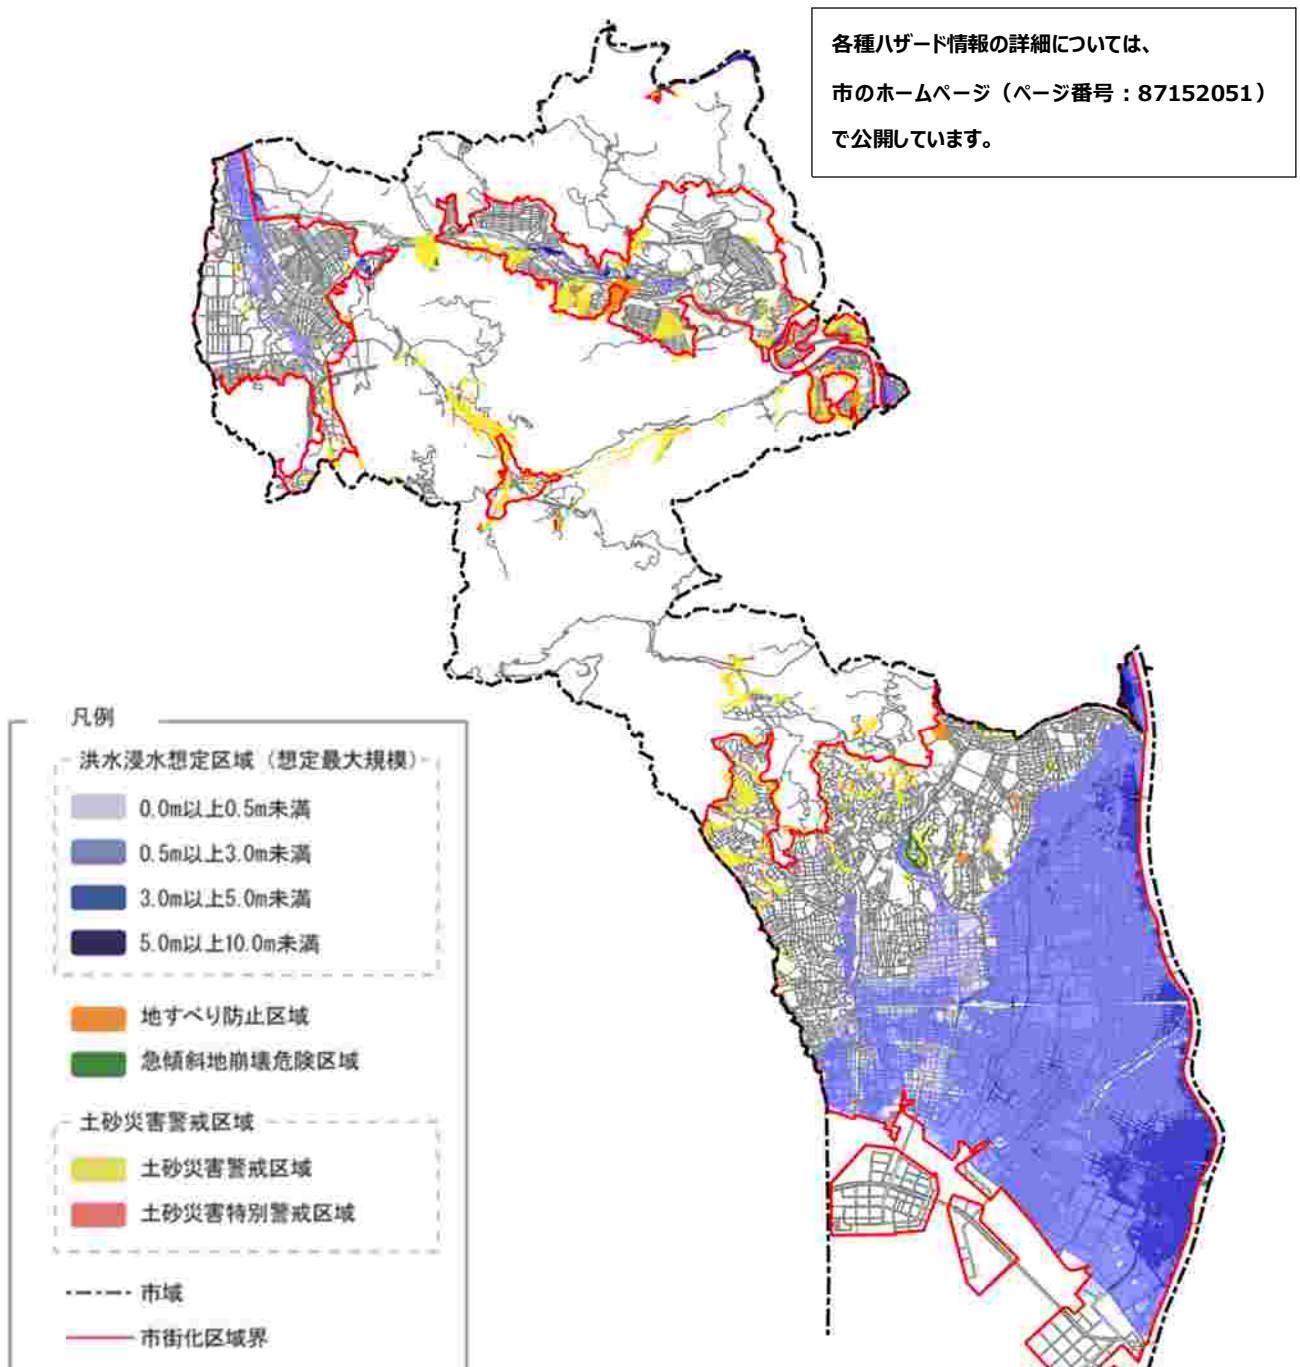 各種ハザード情報の詳細については、
市のホームページ（ページ番号：87152051）
で公開しています。
凡例
洪水浸水想定区域（想定最大規模）
0.0m以上0.5m未満
0.5m以上3.0m未満
3.0m以上5.0m未満
5.0m以上10.0m未満
地すべり防止区域
急傾斜地崩壊危険区域
土砂災害警戒区域
土砂災害警戒区域
土砂災害特別警戒区域
市域
市街化区域界